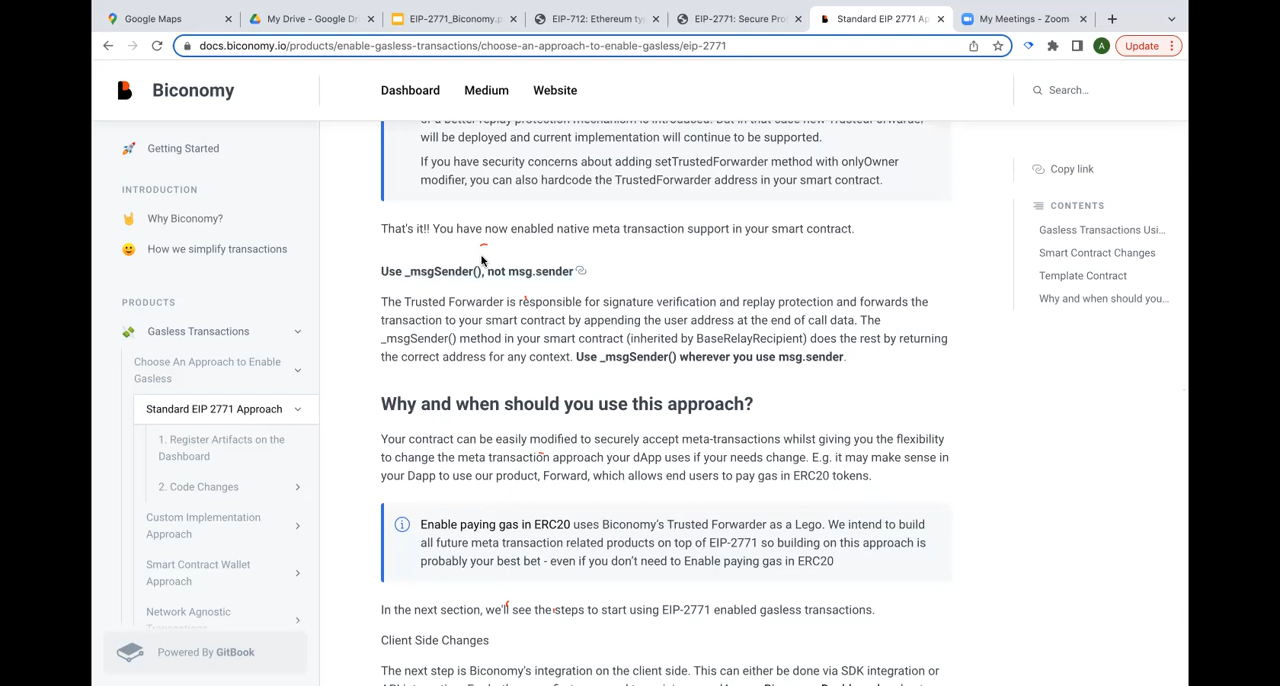 Google Maps
My Drive - Google Dr
EIP-2771_Biconomy.p
EIP-712: Ethereum ty
EIP-2771: Secure Pro
Standard EIP 2771 Ap
My Meetings - Zoom
docs.biconomy.io/products/enable-gasless-transactions/choose-an-approach-to-enable-gasless/eip-2771
A
Update
Biconomy
Dashboard
Medium
Website
Search...
Getting Started
INTRODUCTION
Why Biconomy?
How we simplify transactions
PRODUCTS
Gasless Transactions
Choose An Approach to Enable
Gasless
Standard EIP 2771 Approach
1. Register Artifacts on the
Dashboard
2. Code Changes
Custom Implementation
Approach
Smart Contract Wallet
Approach
Network Agnostic
Transactions
Powered By GitBook
or a better replay protection mechanism is introduced. But in that case new TrustedForwarder
will be deployed and current implementation will continue to be supported.
If you have security concerns about adding setTrustedForwarder method with onlyOwner
modifier, you can also hardcode the TrustedForwarder address in your smart contract.
That's it!! You have now enabled native meta transaction support in your smart contract.
Use _msgSender(), not msg.sender
The Trusted Forwarder is responsible for signature verification and replay protection and forwards the
transaction to your smart contract by appending the user address at the end of call data. The
_msgSender() method in your smart contract (inherited by BaseRelayRecipient) does the rest by returning
the correct address for any context. Use _msgSender() wherever you use msg.sender.
Why and when should you use this approach?
Your contract can be easily modified to securely accept meta-transactions whilst giving you the flexibility
to change the meta transaction approach your dApp uses if your needs change. E.g. it may make sense in
your Dapp to use our product, Forward, which allows end users to pay gas in ERC20 tokens.
Enable paying gas in ERC20 uses Biconomy's Trusted Forwarder as a Lego. We intend to build
all future meta transaction related products on top of EIP-2771 so building on this approach is
probably your best bet - even if you don't need to Enable paying gas in ERC20
In the next section, we'll see the steps to start using EIP-2771 enabled gasless transactions.
Client Side Changes
The next step is Biconomy's integration on the client side. This can either be done via SDK integration or
Copy link
CONTENTS
Gasless Transactions Usi...
Smart Contract Changes
Template Contract
Why and when should you...